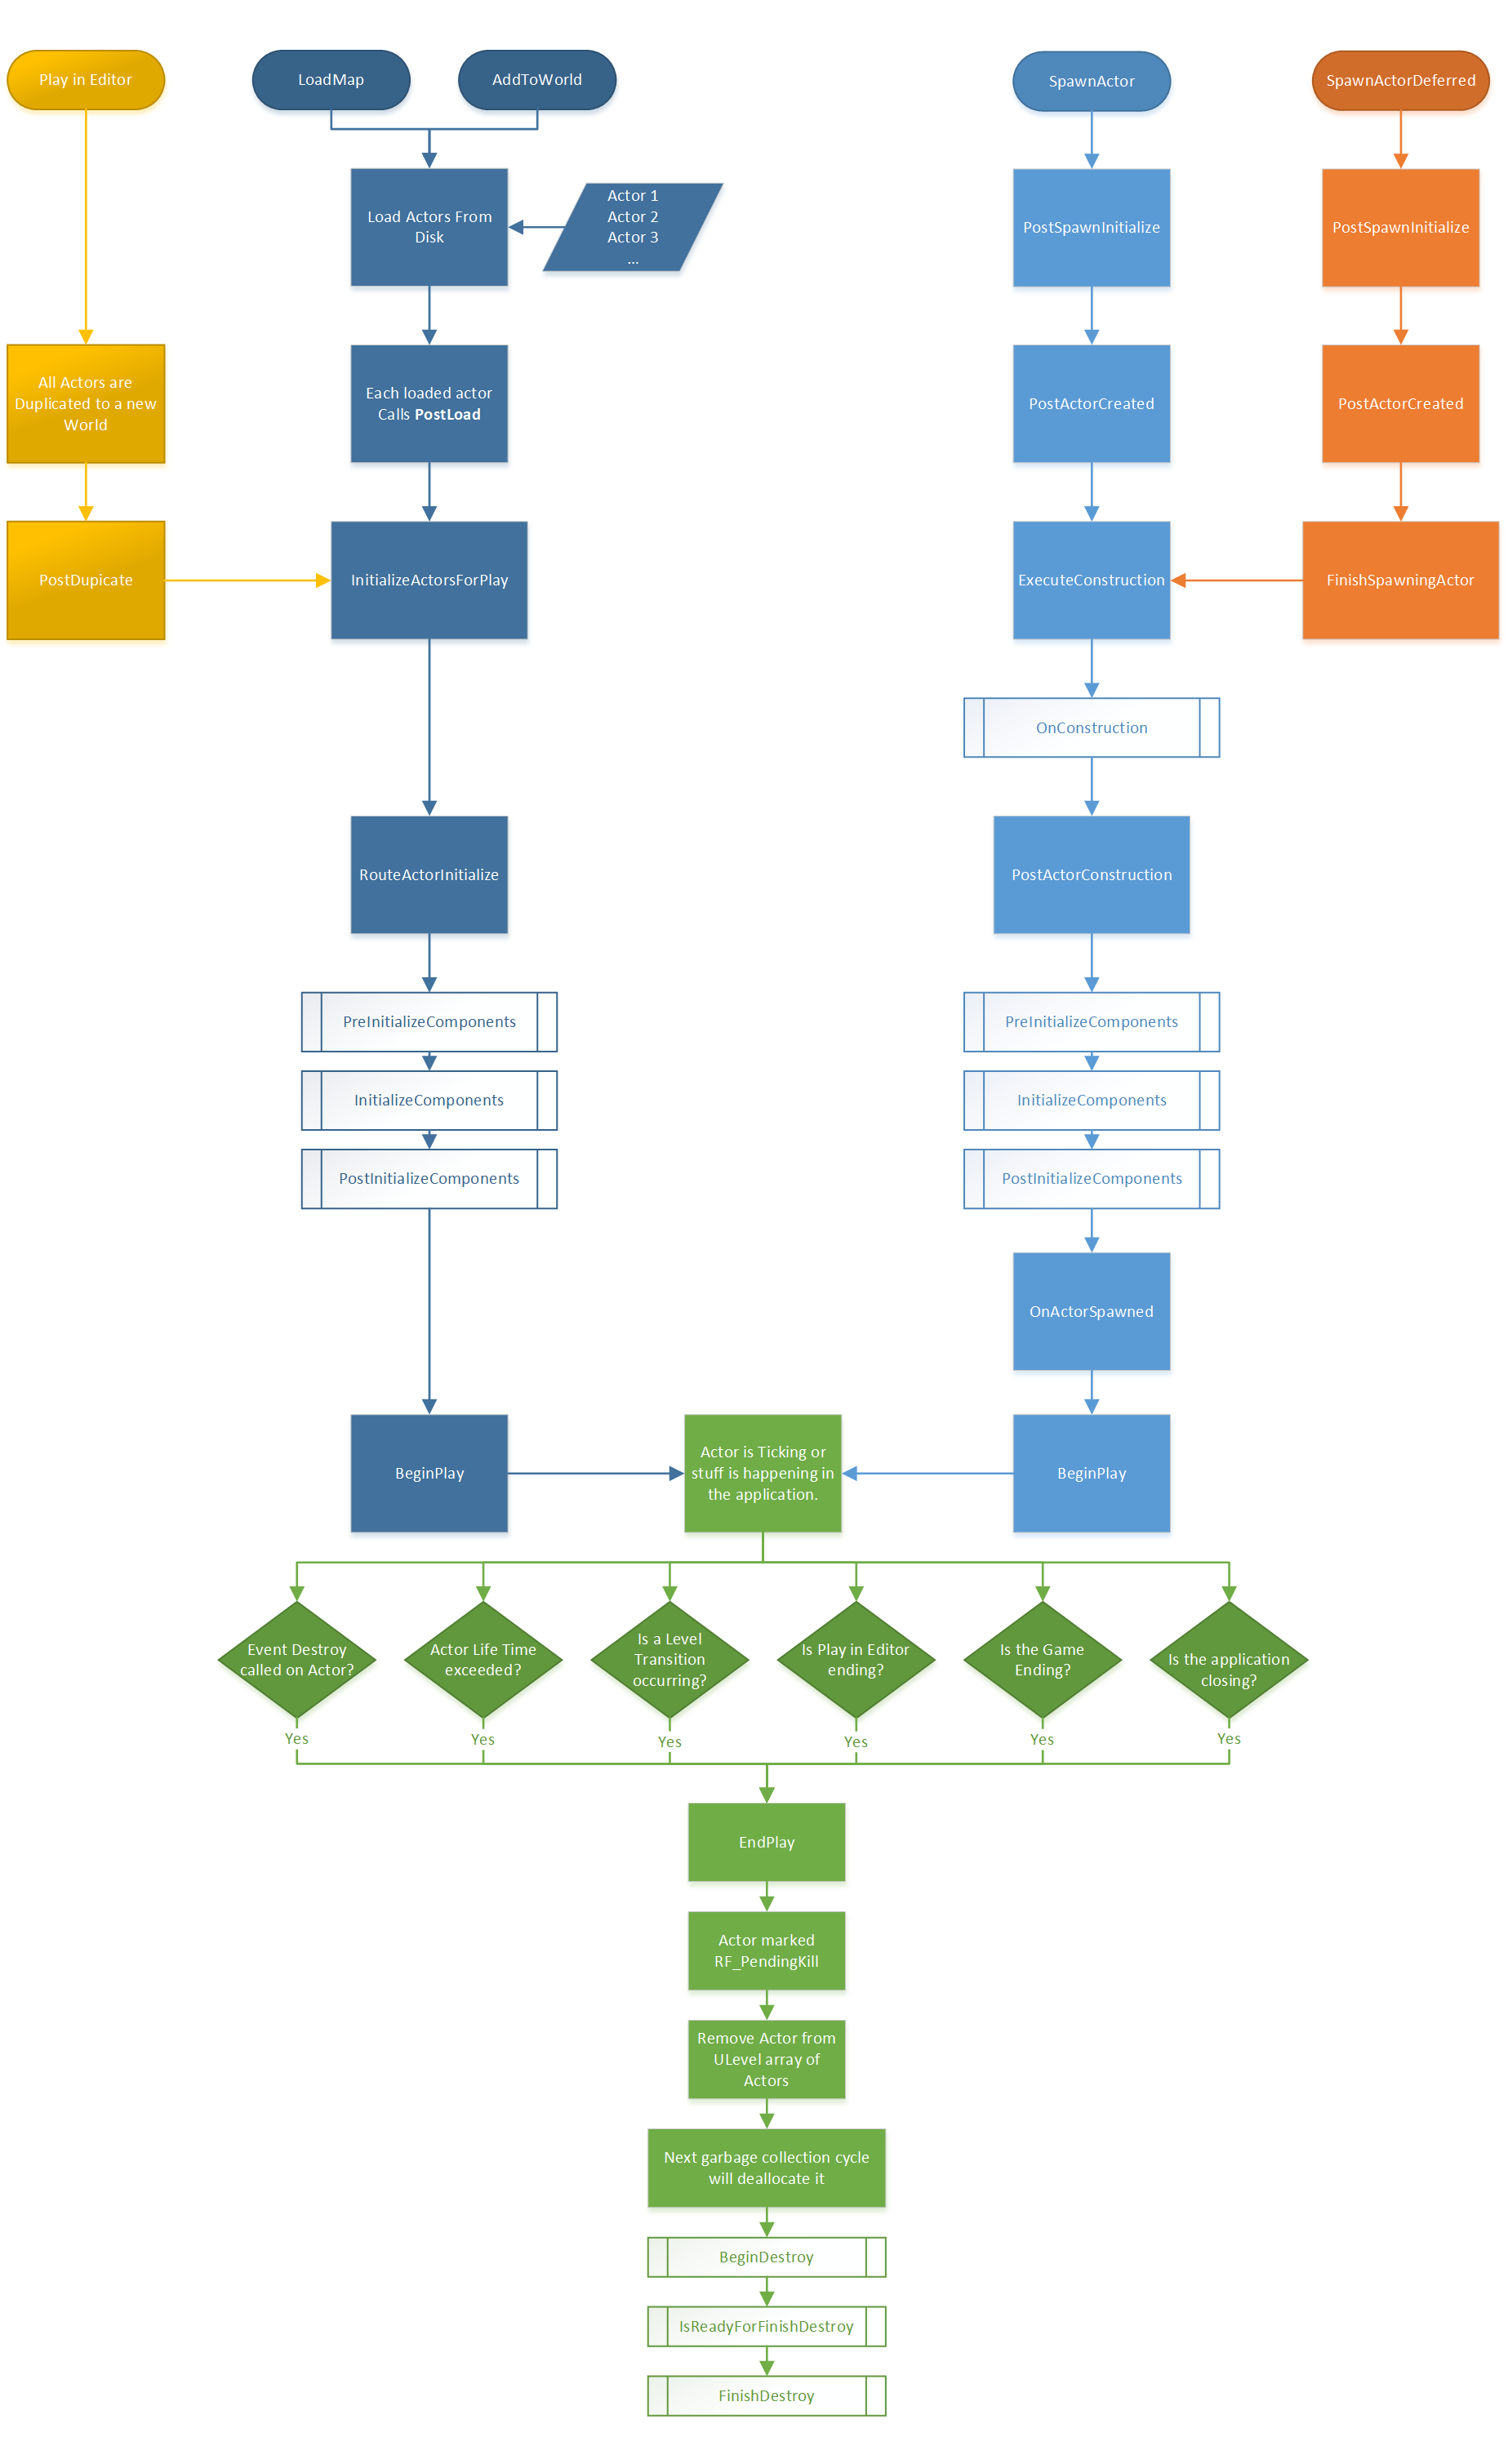 Play in Editor
LoadMap
AddToWorld
SpawnActor
SpawnActorDeferred
Load Actors From
Disk
Actor 1
Actor 2
Actor 3
...
PostSpawnInitialize
PostSpawnInitialize
All Actors are
Duplicated to a new
World
Each loaded actor
Calls PostLoad
PostActorCreated
PostActorCreated
PostDupicate
InitializeActorsForPlay
ExecuteConstruction
FinishSpawningActor
OnConstruction
RouteActorInitialize
PostActorConstruction
PreInitializeComponents
PreInitializeComponents
InitializeComponents
InitializeComponents
PostInitializeComponents
PostInitializeComponents
OnActorSpawned
BeginPlay
Actor is Ticking or
stuff is happening in
the application.
BeginPlay
Event Destroy
called on Actor?
Actor Life Time
exceeded?
Is a Level
Transition
occurring?
Is Play in Editor
ending?
Is the Game
Ending?
Is the application
closing?
Yes
Yes
Yes
Yes
Yes
Yes
EndPlay
Actor marked
RF_PendingKill
Remove Actor from
ULevel array of
Actors
Next garbage collection cycle
will deallocate it
BeginDestroy
IsReadyForFinishDestroy
FinishDestroy